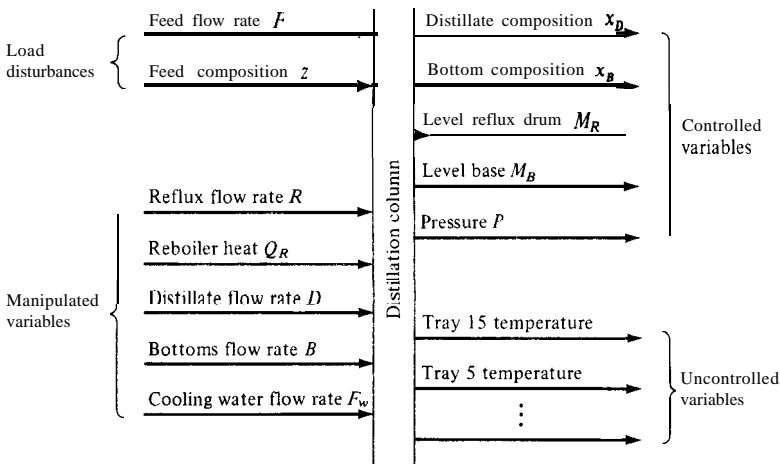 Load
disturbances
Feed flow rate F
Feed composition z
Manipulated
variables
Reflux flow rate R
Reboiler heat Q_R
Distillate flow rate D
Bottoms flow rate B
Cooling water flow rate F_w
Distillation column
Distillate composition x_D
Bottom composition x_B
Level reflux drum M_R
Level base M_B
Pressure P
Controlled
variables
Tray 15 temperature
Tray 5 temperature
⋮
Uncontrolled
variables